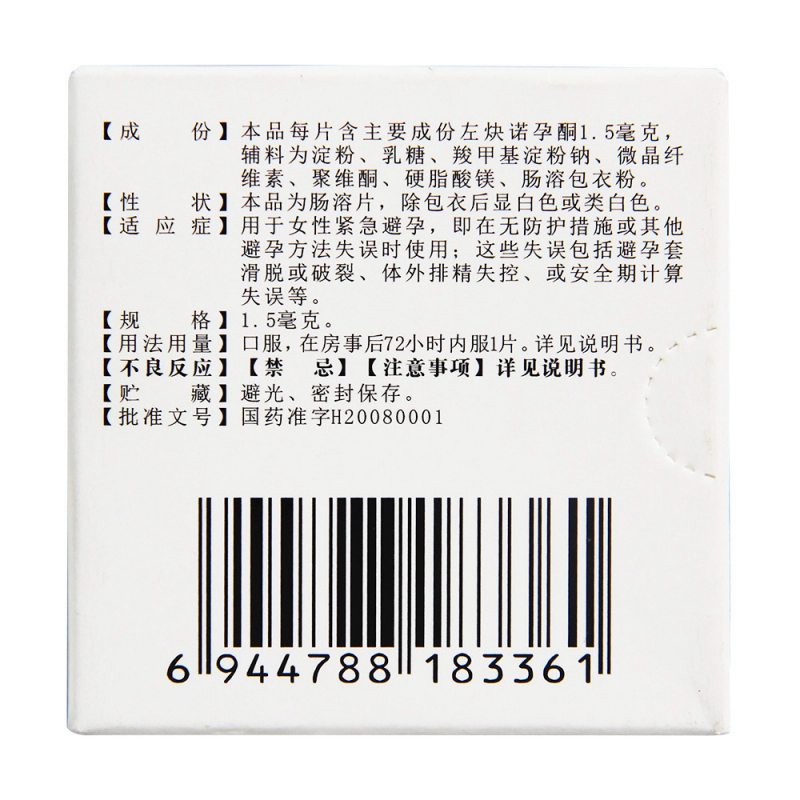 【成 份】本品每片含主要成份左炔诺孕酮1.5毫克，
辅料为淀粉、乳糖、羧甲基淀粉钠、微晶纤
维素、聚维酮、硬脂酸镁、肠溶包衣粉。
【性 状】本品为肠溶片，除包衣后显白色或类白色。
【适应症】用于女性紧急避孕，即在无防护措施或其他
避孕方法失误时使用；这些失误包括避孕套
滑脱或破裂、体外排精失控、或安全期计算
失误等。
【规 格】1.5毫克。
【用法用量】口服，在房事后72小时内服1片。详见说明书。
【不良反应】【禁 忌】【注意事项】详见说明书。
【贮 藏】避光、密封保存。
【批准文号】国药准字H20080001
6 944788 183361